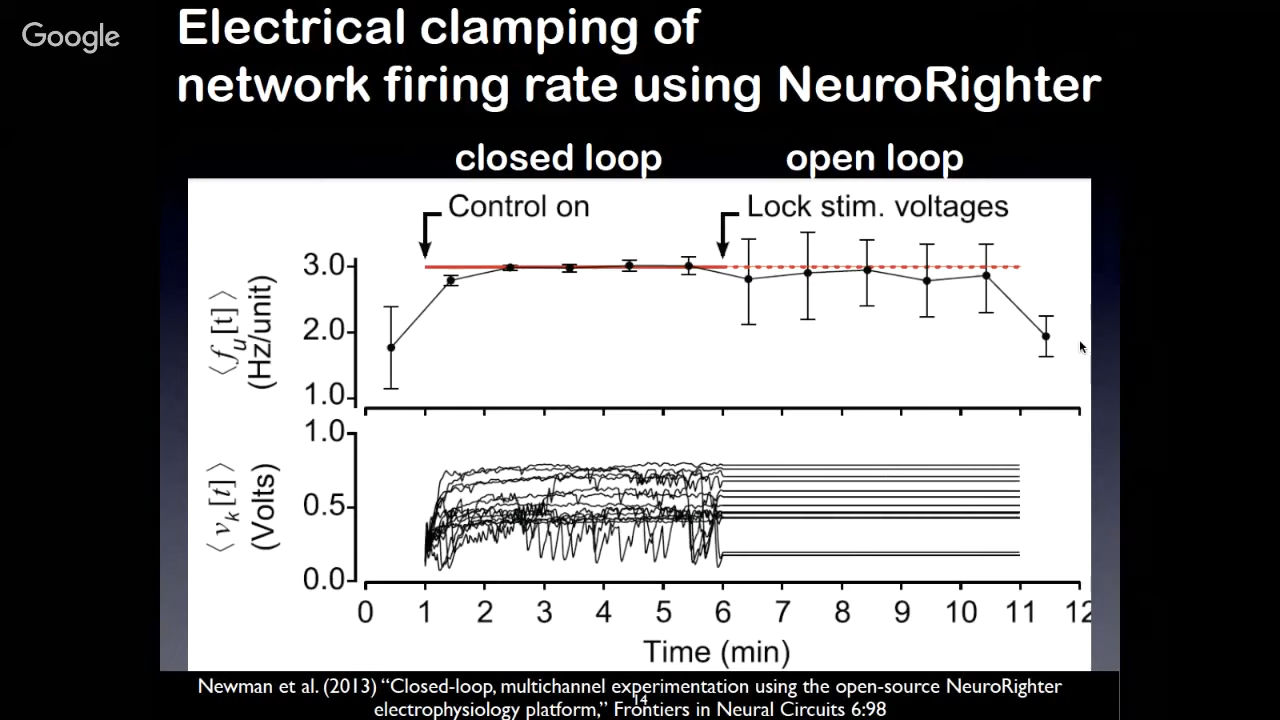 Google
Electrical clamping of
network firing rate using NeuroRighter
closed loop open loop
Control on Lock stim. voltages
⟨f_u[t]⟩
(Hz/unit)
3.0
2.0
1.0
⟨v_k[t]⟩
(Volts)
1.0
0.5
0.0
0 1 2 3 4 5 6 7 8 9 10 11 12
Time (min)
Newman et al. (2013) “Closed-loop, multichannel experimentation using the open-source NeuroRighter
14
electrophysiology platform,” Frontiers in Neural Circuits 6:98